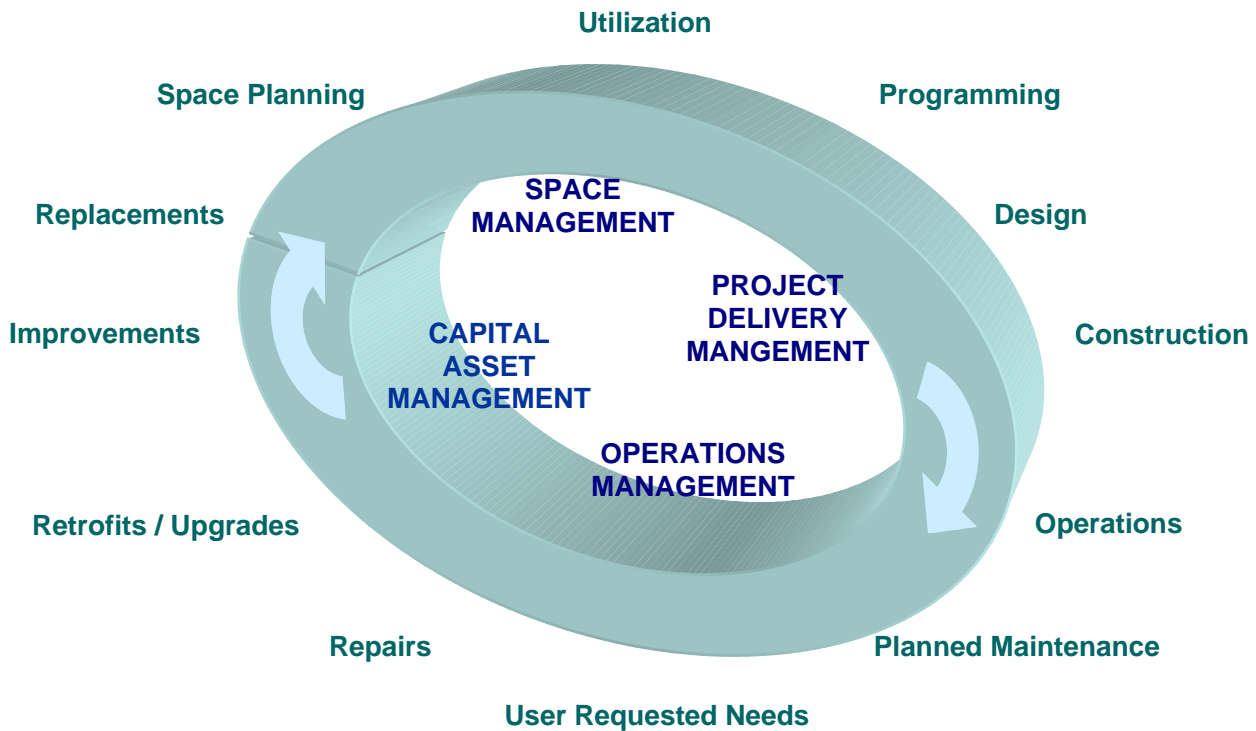 Utilization
Space Planning
Programming
Replacements
SPACE
MANAGEMENT
Design
Improvements
CAPITAL
ASSET
MANAGEMENT
PROJECT
DELIVERY
MANGEMENT
Construction
OPERATIONS
MANAGEMENT
Retrofits / Upgrades
Operations
Repairs
Planned Maintenance
User Requested Needs